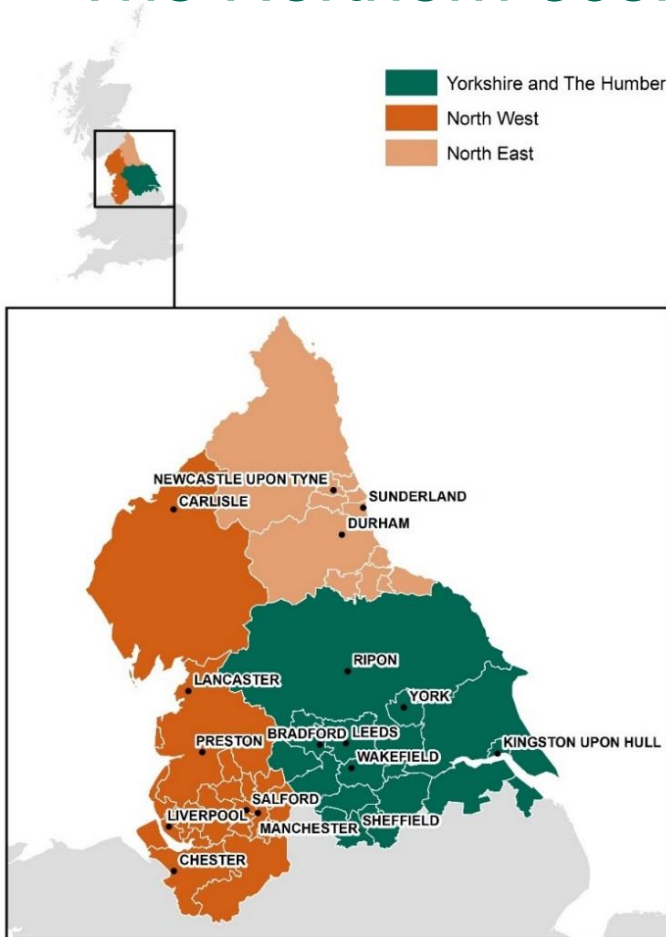 Yorkshire and The Humber
North West
North East
NEWCASTLE UPON TYNE
SUNDERLAND
CARLISLE
DURHAM
RIPON
LANCASTER
YORK
BRADFORD
LEEDS
PRESTON
KINGSTON UPON HULL
WAKEFIELD
SALFORD
LIVERPOOL
MANCHESTER
SHEFFIELD
CHESTER